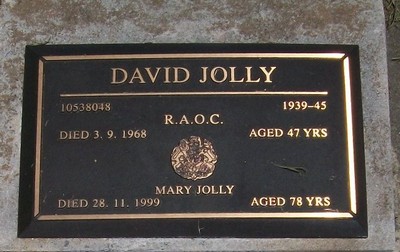 DAVID JOLLY
10538048 1939-45
R.A.O.C.
DIED 3. 9. 1968 AGED 47 YRS
MARY JOLLY
DIED 28. 11. 1999 AGED 78 YRS